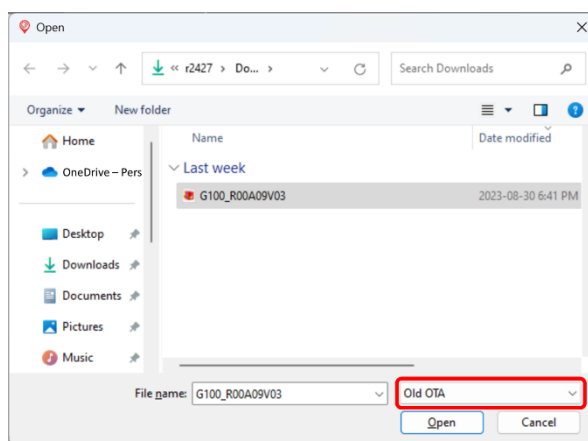 Open
« r2427 > Do... >
Search Downloads
Organize
New folder
Home
Name
Date modified
OneDrive – Pers
Last week
G100_R00A09V03
2023-08-30 6:41 PM
Desktop
Downloads
Documents
Pictures
Music
File name:
G100_R00A09V03
Old OTA
Open
Cancel